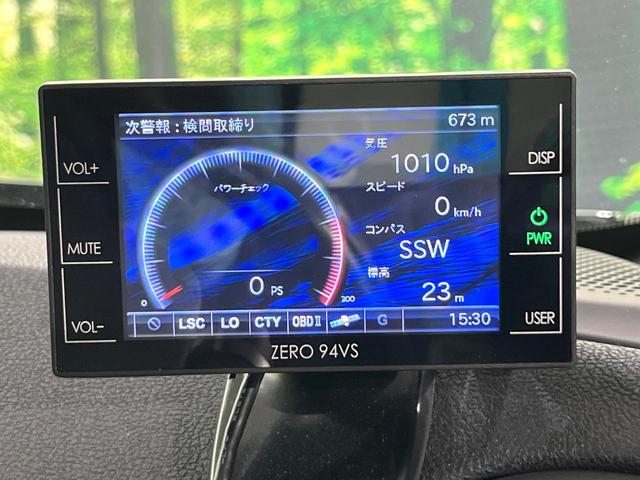 次警報：検問取締り 673 m
気圧
1010 hPa
スピード
0 km/h
コンパス
SSW
標高
23 m
パワーチェック
0 PS
0
200
LSC LO CTY OBDⅡ G 15:30
VOL+
MUTE
VOL−
DISP
PWR
USER
ZERO 94VS